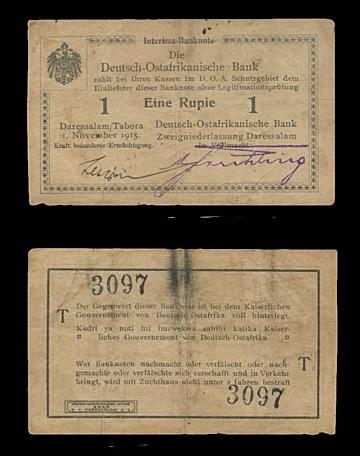 Interims-Banknote
Die
Deutsch-Ostafrikanische Bank
zahlt bei ihren Kassen im D. O. A. Schutzgebiet dem
Einlieferer dieser Banknote ohne Legitimationsprüfung
1 Eine Rupie 1
Daressalam/Tabora
1. November 1915.
Kraft besonderer Ermächtigung.
Deutsch-Ostafrikanische Bank
Zweigniederlassung Daressalam
In Vollmacht:
3097
Der Gegenwert dieser Banknote ist bei dem Kaiserlichen
Gouvernement von Deutsch-Ostafrika voll hinterlegt.
T
Kadri ya noti hii imewekwa sahihi katika Kaiser-
liches Gouvernement von Deutsch-Ostafrika
Wer Banknoten nachmacht oder verfälscht oder nach-
gemachte oder verfälschte sich verschafft und in Verkehr
bringt, wird mit Zuchthaus nicht unter 2 Jahren bestraft
T
3097